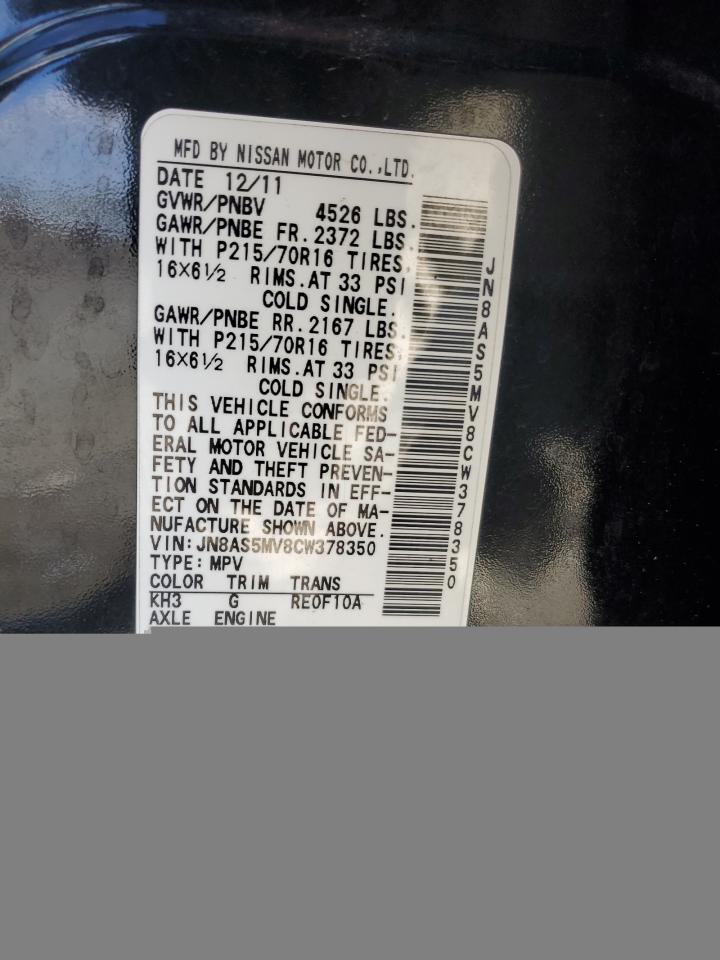 MFD BY NISSAN MOTOR CO.,LTD.
DATE 12/11
GVWR/PNBV 4526 LBS.
GAWR/PNBE FR.2372 LBS.
WITH P215/70R16 TIRES,
16X6½ RIMS.AT 33 PSI
COLD SINGLE.
GAWR/PNBE RR.2167 LBS.
WITH P215/70R16 TIRES,
16X6½ RIMS.AT 33 PSI
COLD SINGLE.
THIS VEHICLE CONFORMS
TO ALL APPLICABLE FED-
ERAL MOTOR VEHICLE SA-
FETY AND THEFT PREVEN-
TION STANDARDS IN EFF-
ECT ON THE DATE OF MA-
NUFACTURE SHOWN ABOVE.
VIN:JN8AS5MV8CW378350
TYPE:MPV
COLOR TRIM TRANS
KH3 G RE0F10A
AXLE ENGINE
JN8AS5MV8CW378350